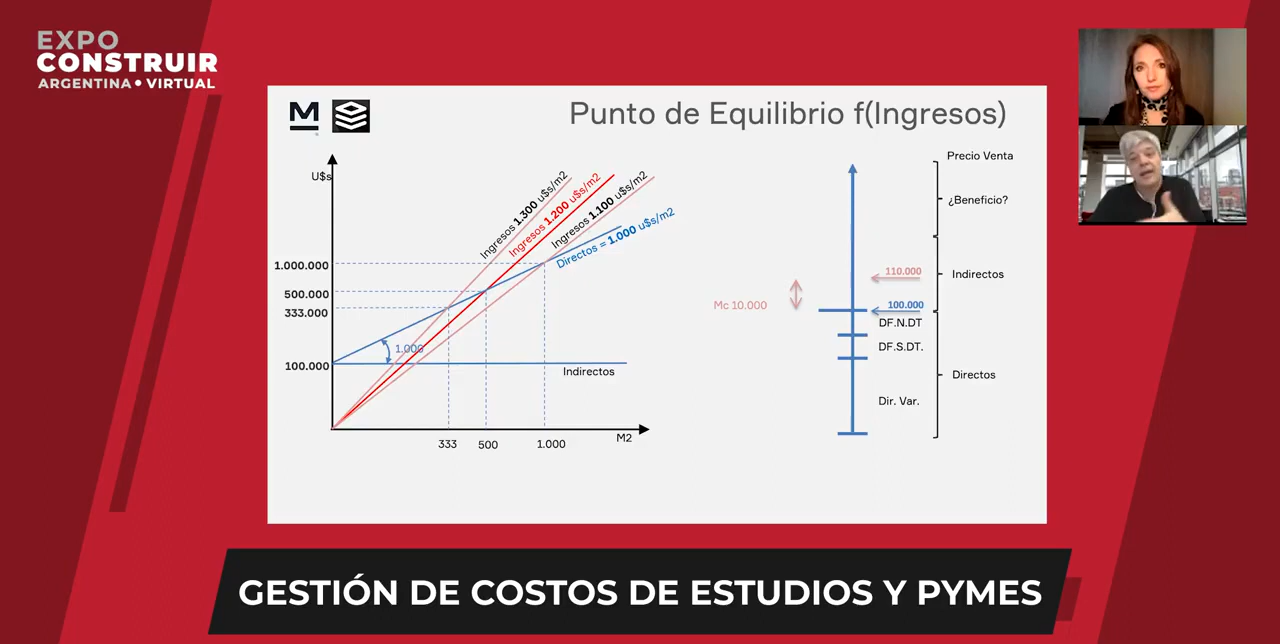 EXPO
CONSTRUIR
ARGENTINA • VIRTUAL
M
Punto de Equilibrio f(Ingresos)
U$s
Ingresos 1.300 u$s/m2
Ingresos 1.200 u$s/m2
Ingresos 1.100 u$s/m2
Directos = 1.000 u$s/m2
1.000.000
500.000
333.000
100.000
1.000
Indirectos
333
500
1.000
M2
Precio Venta
¿Beneficio?
110.000
Indirectos
Mc 10.000
100.000
DF.N.DT
DF.S.DT.
Directos
Dir. Var.
GESTIÓN DE COSTOS DE ESTUDIOS Y PYMES